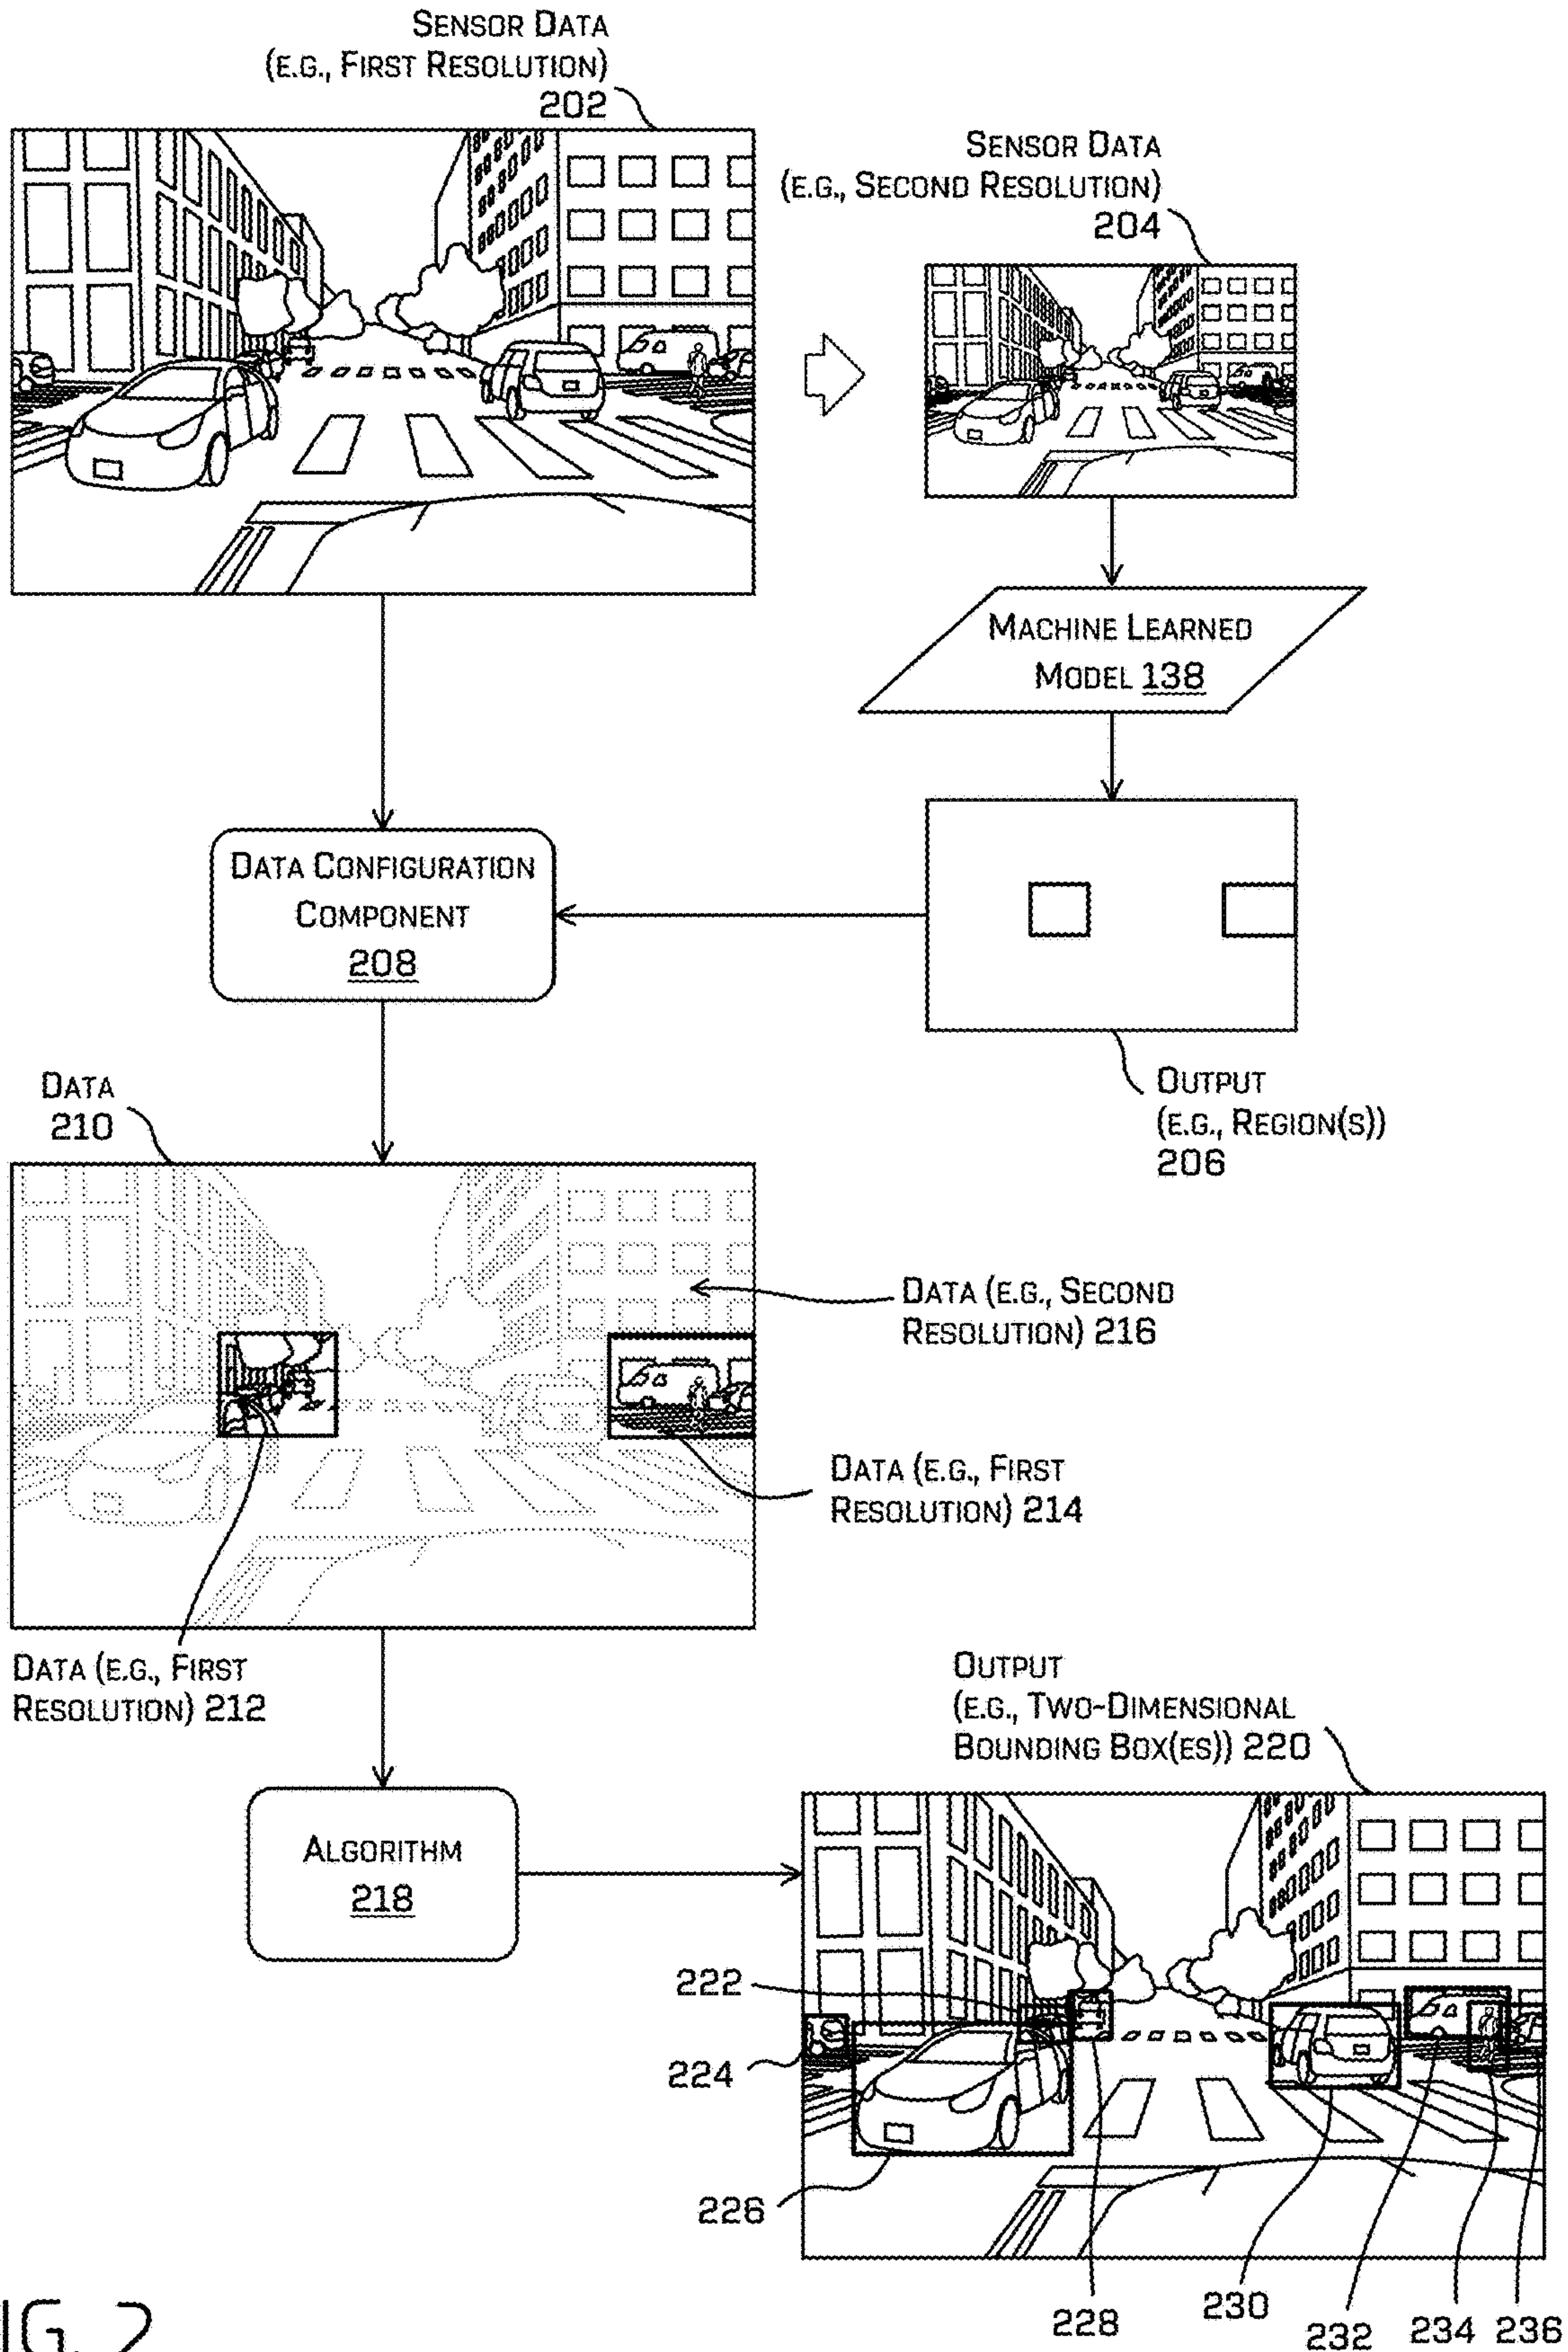 SENSOR DATA
(E.G., FIRST RESOLUTION)
202
SENSOR DATA
(E.G., SECOND RESOLUTION)
204
MACHINE LEARNED
MODEL 138
DATA CONFIGURATION
COMPONENT
208
OUTPUT
(E.G., REGION(S))
206
DATA
210
DATA (E.G., SECOND
RESOLUTION) 216
DATA (E.G., FIRST
RESOLUTION) 214
DATA (E.G., FIRST
RESOLUTION) 212
OUTPUT
(E.G., TWO-DIMENSIONAL
BOUNDING BOX(ES)) 220
ALGORITHM
218
222
224
226
228
230
232
234
236
IG. 2